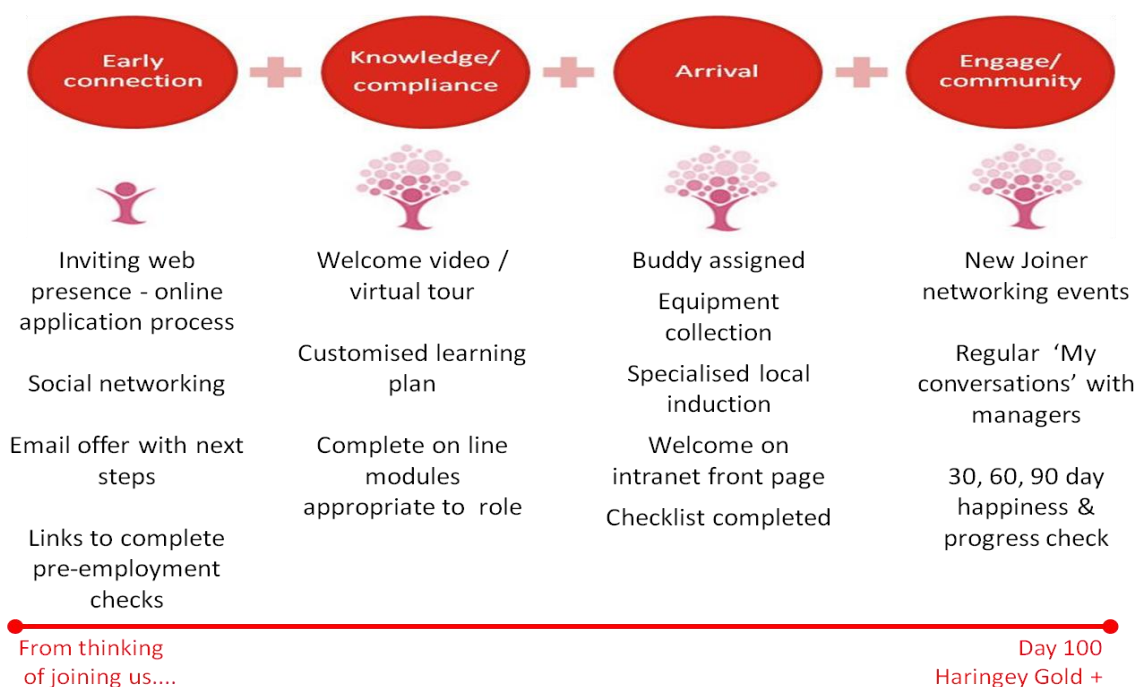 Early
connection
Knowledge/
compliance
Arrival
Engage/
community
Inviting web
presence - online
application process
Social networking
Email offer with next
steps
Links to complete
pre-employment
checks
Welcome video /
virtual tour
Customised learning
plan
Complete on line
modules
appropriate to role
Buddy assigned
Equipment
collection
Specialised local
induction
Welcome on
intranet front page
Checklist completed
New Joiner
networking events
Regular ‘My
conversations’ with
managers
30, 60, 90 day
happiness &
progress check
From thinking
of joining us....
Day 100
Haringey Gold +